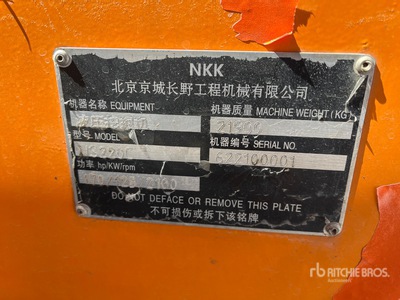 NKK
北京京城长野工程机械有限公司
机器名称 EQUIPMENT 机器质量 MACHINE WEIGHT (KG)
型号 MODEL 机器编号 SERIAL NO.
622100001
功率 hp/KW/rpm
DO NOT DEFACE OR REMOVE THIS PLATE
不可损伤或拆下该铭牌
rb RITCHIE BROS.